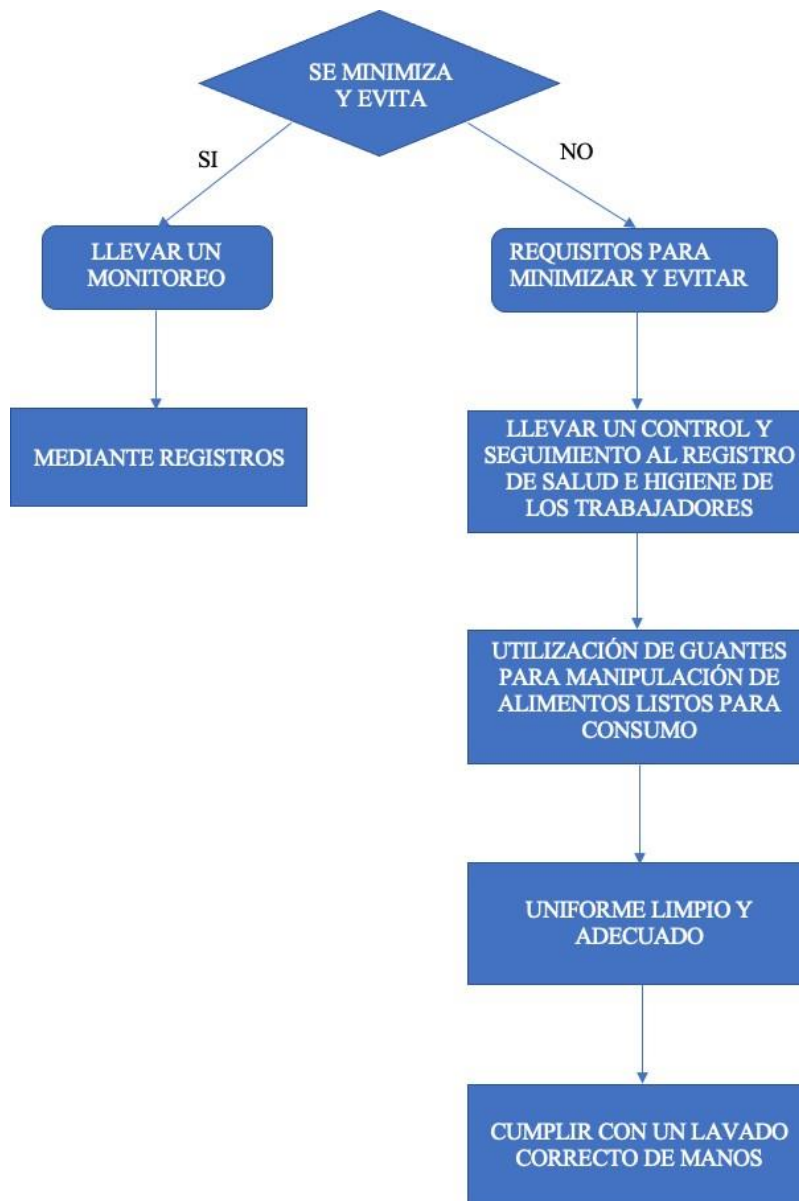 SE MINIMIZA
Y EVITA
SI
NO
LLEVAR UN
MONITOREO
REQUISITOS PARA
MINIMIZAR Y EVITAR
MEDIANTE REGISTROS
LLEVAR UN CONTROL Y
SEGUIMIENTO AL REGISTRO
DE SALUD E HIGIENE DE
LOS TRABAJADORES
UTILIZACIÓN DE GUANTES
PARA MANIPULACIÓN DE
ALIMENTOS LISTOS PARA
CONSUMO
UNIFORME LIMPIO Y
ADECUADO
CUMPLIR CON UN LAVADO
CORRECTO DE MANOS